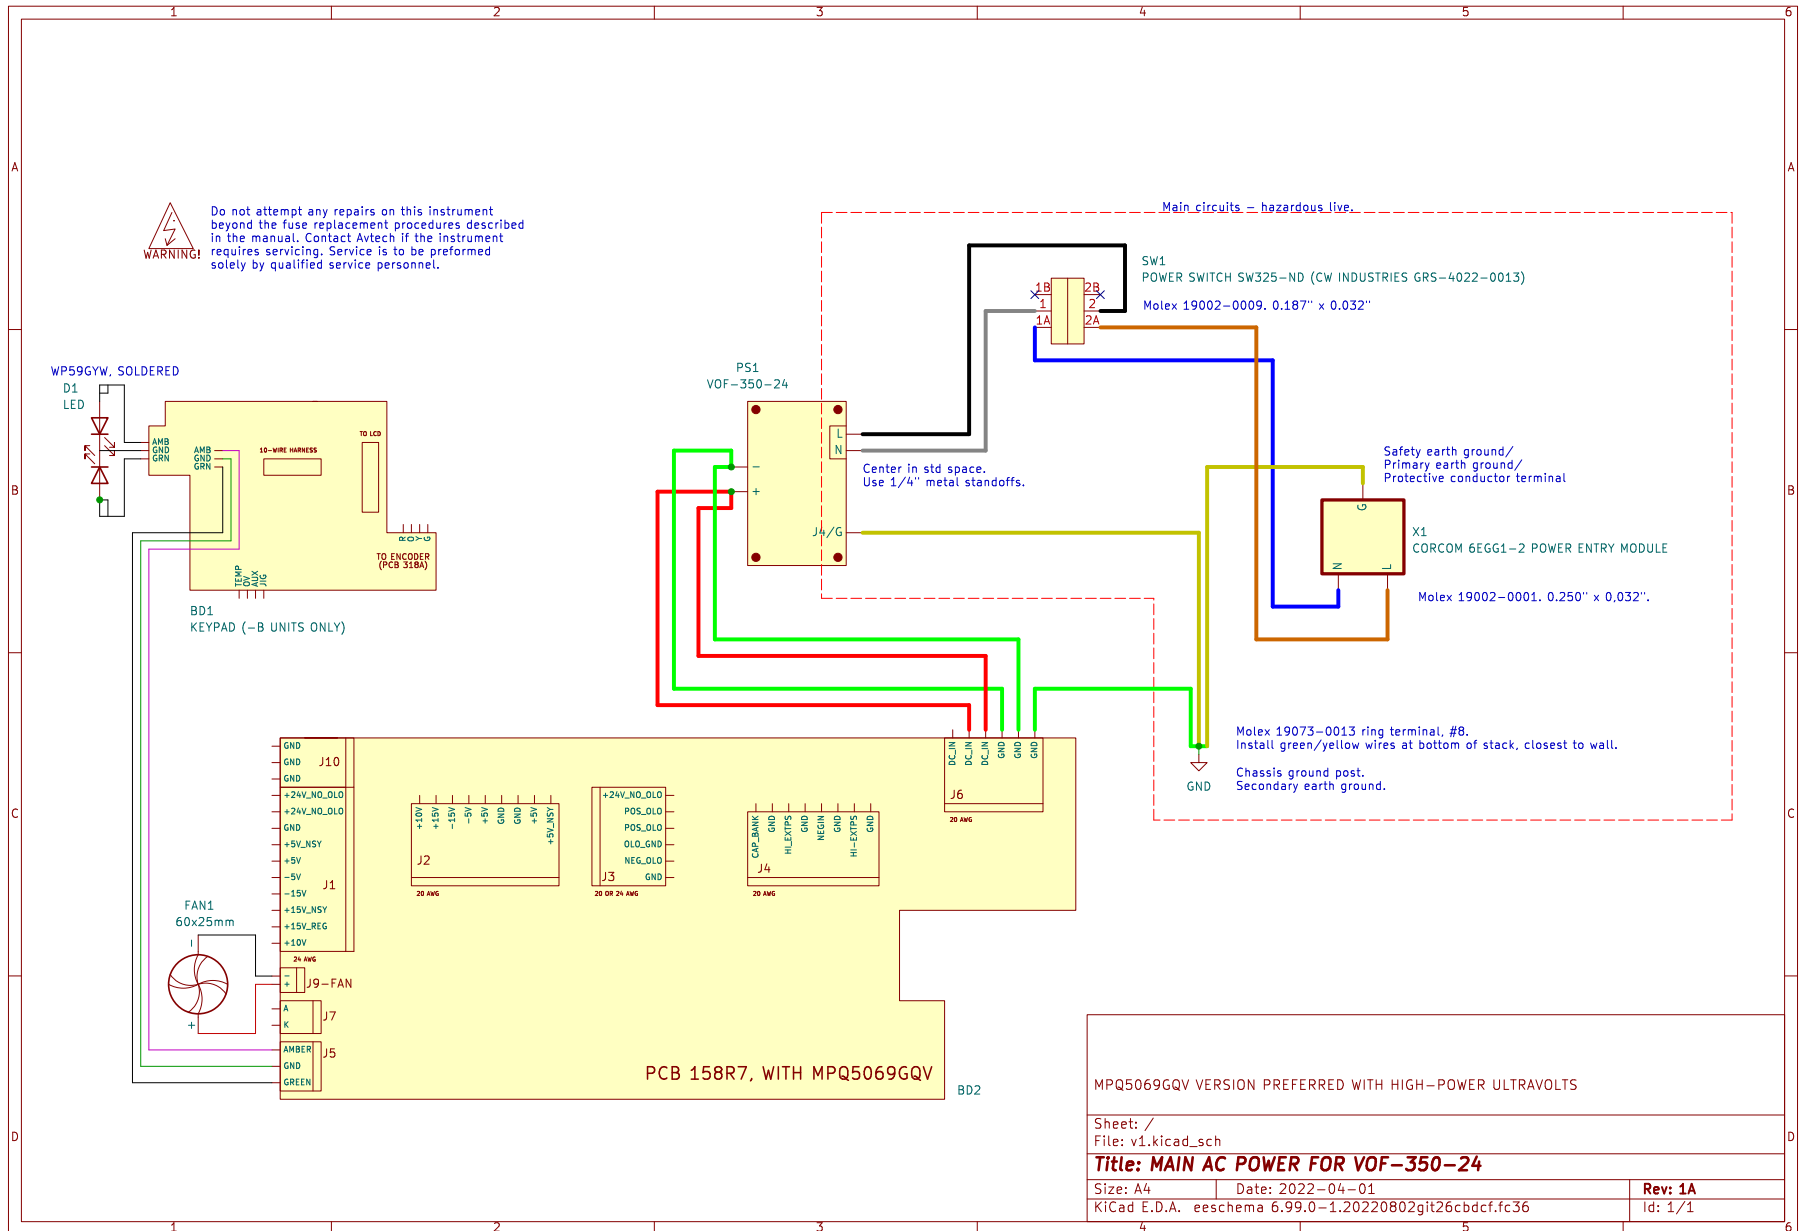 1 2 3 4 5 6
A A
B B
C C
D D
WARNING!
Do not attempt any repairs on this instrument
beyond the fuse replacement procedures described
in the manual. Contact Avtech if the instrument
requires servicing. Service is to be preformed
solely by qualified service personnel.
Main circuits – hazardous live.
SW1
POWER SWITCH SW325-ND (CW INDUSTRIES GRS-4022-0013)
Molex 19002-0009. 0.187" x 0.032"
1B 2B
1 2
1A 2A
WP59GYW, SOLDERED
D1
LED
AMB
GND
GRN
AMB
GND
GRN
10-WIRE HARNESS
TO LCD
R
O
Y
G
TO ENCODER
(PCB 318A)
TEMP
0V
AUX
JIG
BD1
KEYPAD (-B UNITS ONLY)
PS1
VOF-350-24
L
N
-
+
J4/G
Center in std space.
Use 1/4" metal standoffs.
Safety earth ground/
Primary earth ground/
Protective conductor terminal
G
N
L
X1
CORCOM 6EGG1-2 POWER ENTRY MODULE
Molex 19002-0001. 0.250" x 0,032".
Molex 19073-0013 ring terminal, #8.
Install green/yellow wires at bottom of stack, closest to wall.
Chassis ground post.
Secondary earth ground.
GND
GND
GND
GND
J10
+24V_NO_OLO
+24V_NO_OLO
GND
+5V_NSY
+5V
-5V
-15V
+15V_NSY
+15V_REG
+10V
J1
24 AWG
-
+
J9-FAN
A
K
J7
AMBER
GND
GREEN
J5
FAN1
60x25mm
-
+
+10V
+15V
-15V
-5V
+5V
GND
GND
+5V
+5V_NSY
J2
20 AWG
+24V_NO_OLO
POS_OLO
POS_OLO
OLO_GND
NEG_OLO
GND
J3
20 OR 24 AWG
CAP_BANK
GND
HI_EXTPS
GND
NEGIN
GND
HI-EXTPS
GND
J4
20 AWG
DC_IN
DC_IN
DC_IN
GND
GND
GND
J6
20 AWG
PCB 158R7, WITH MPQ5069GQV
BD2
MPQ5069GQV VERSION PREFERRED WITH HIGH-POWER ULTRAVOLTS
Sheet: /
File: v1.kicad_sch
Title: MAIN AC POWER FOR VOF-350-24
Size: A4 Date: 2022-04-01 Rev: 1A
KiCad E.D.A. eeschema 6.99.0-1.20220802git26cbdcf.fc36 Id: 1/1
1 2 3 4 5 6